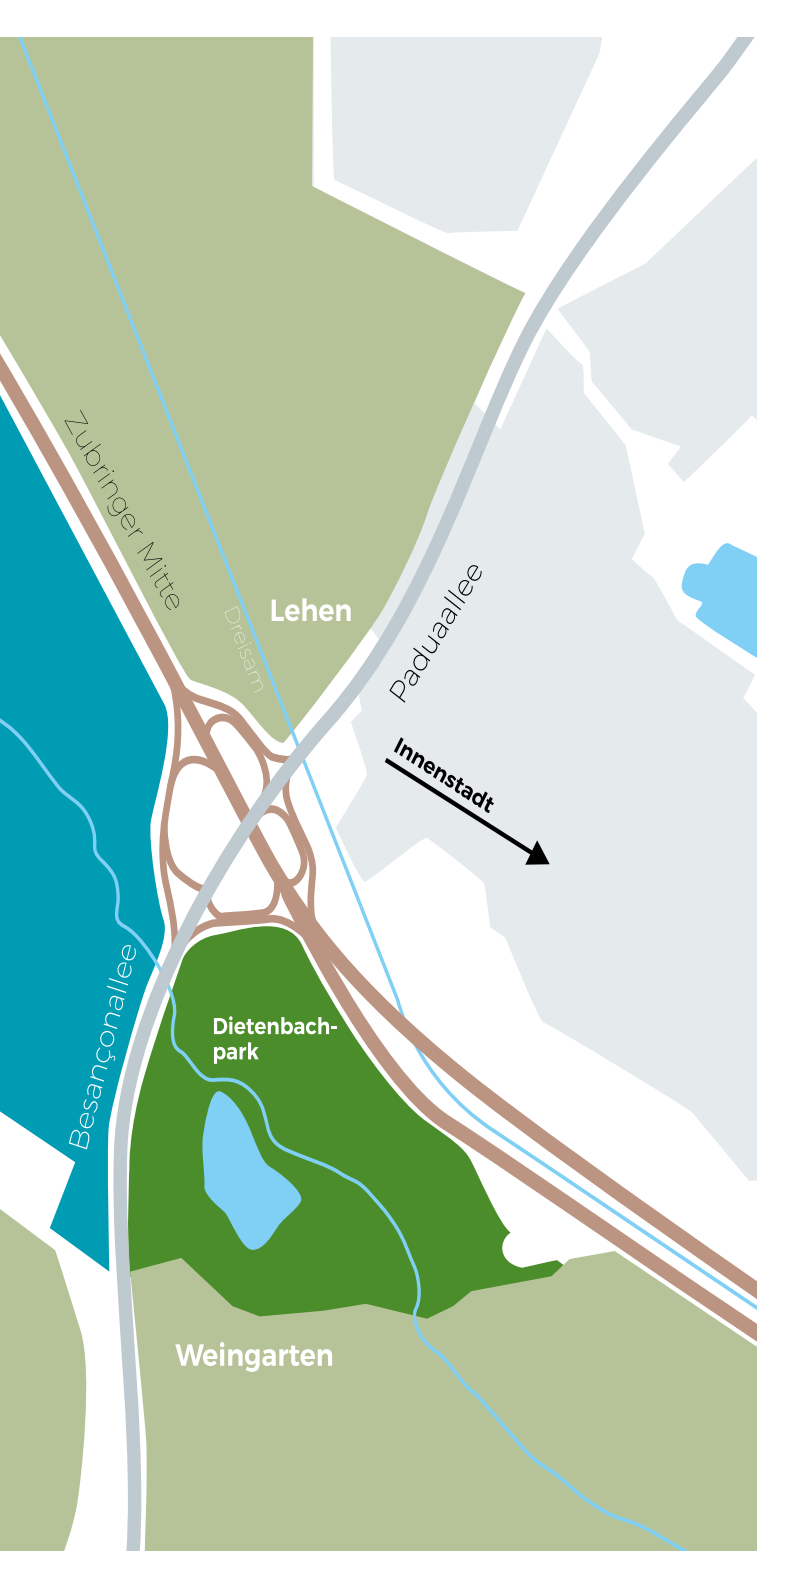 Zubringer Mitte
Dreisam
Lehen
Paduaallee
Innenstadt
Besançonallee
Dietenbach-
park
Weingarten